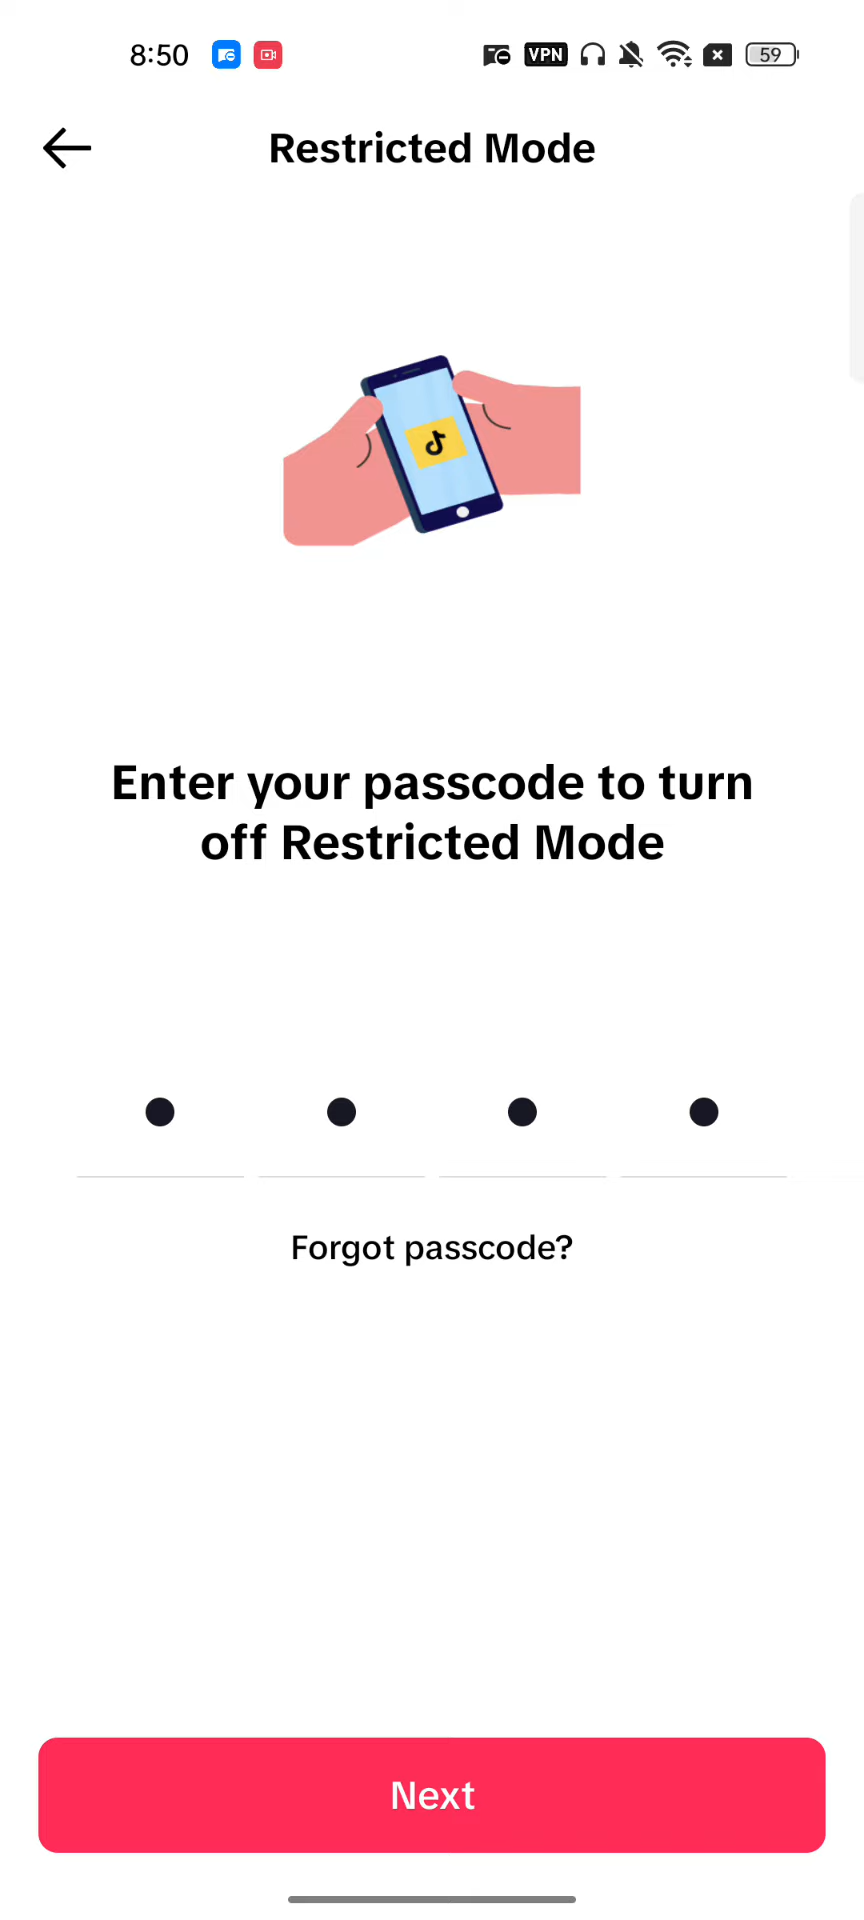 8:50
VPN
59
Restricted Mode
Enter your passcode to turn
off Restricted Mode
Forgot passcode?
Next